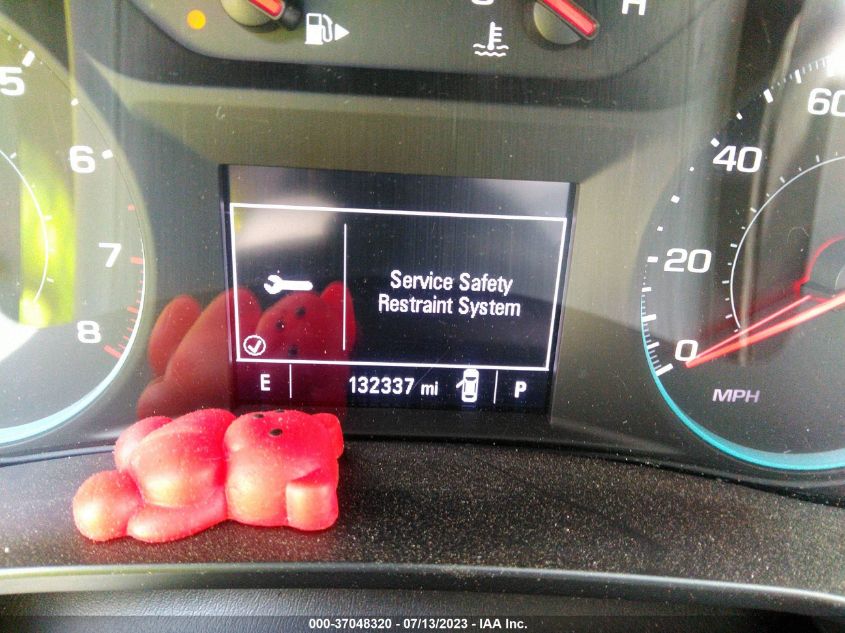 H
5
6
7
8
60
40
20
0
MPH
Service Safety
Restraint System
E 132337 mi P
000-37048320 / 07/13/2023 - IAA Inc.